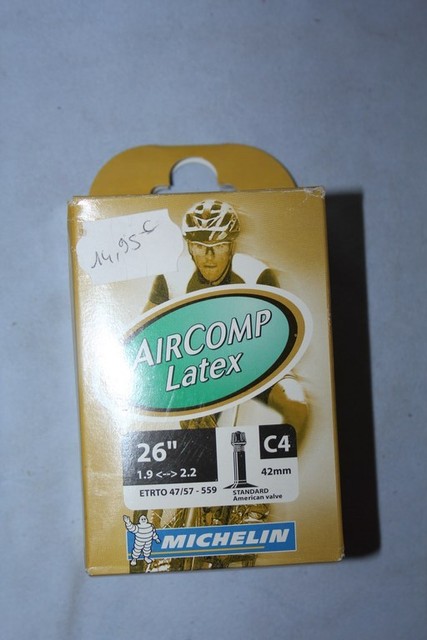 14,95 €
AIRCOMP
Latex
26"
1.9 <--> 2.2
ETRTO 47/57 - 559
C4
42mm
STANDARD
American valve
MICHELIN